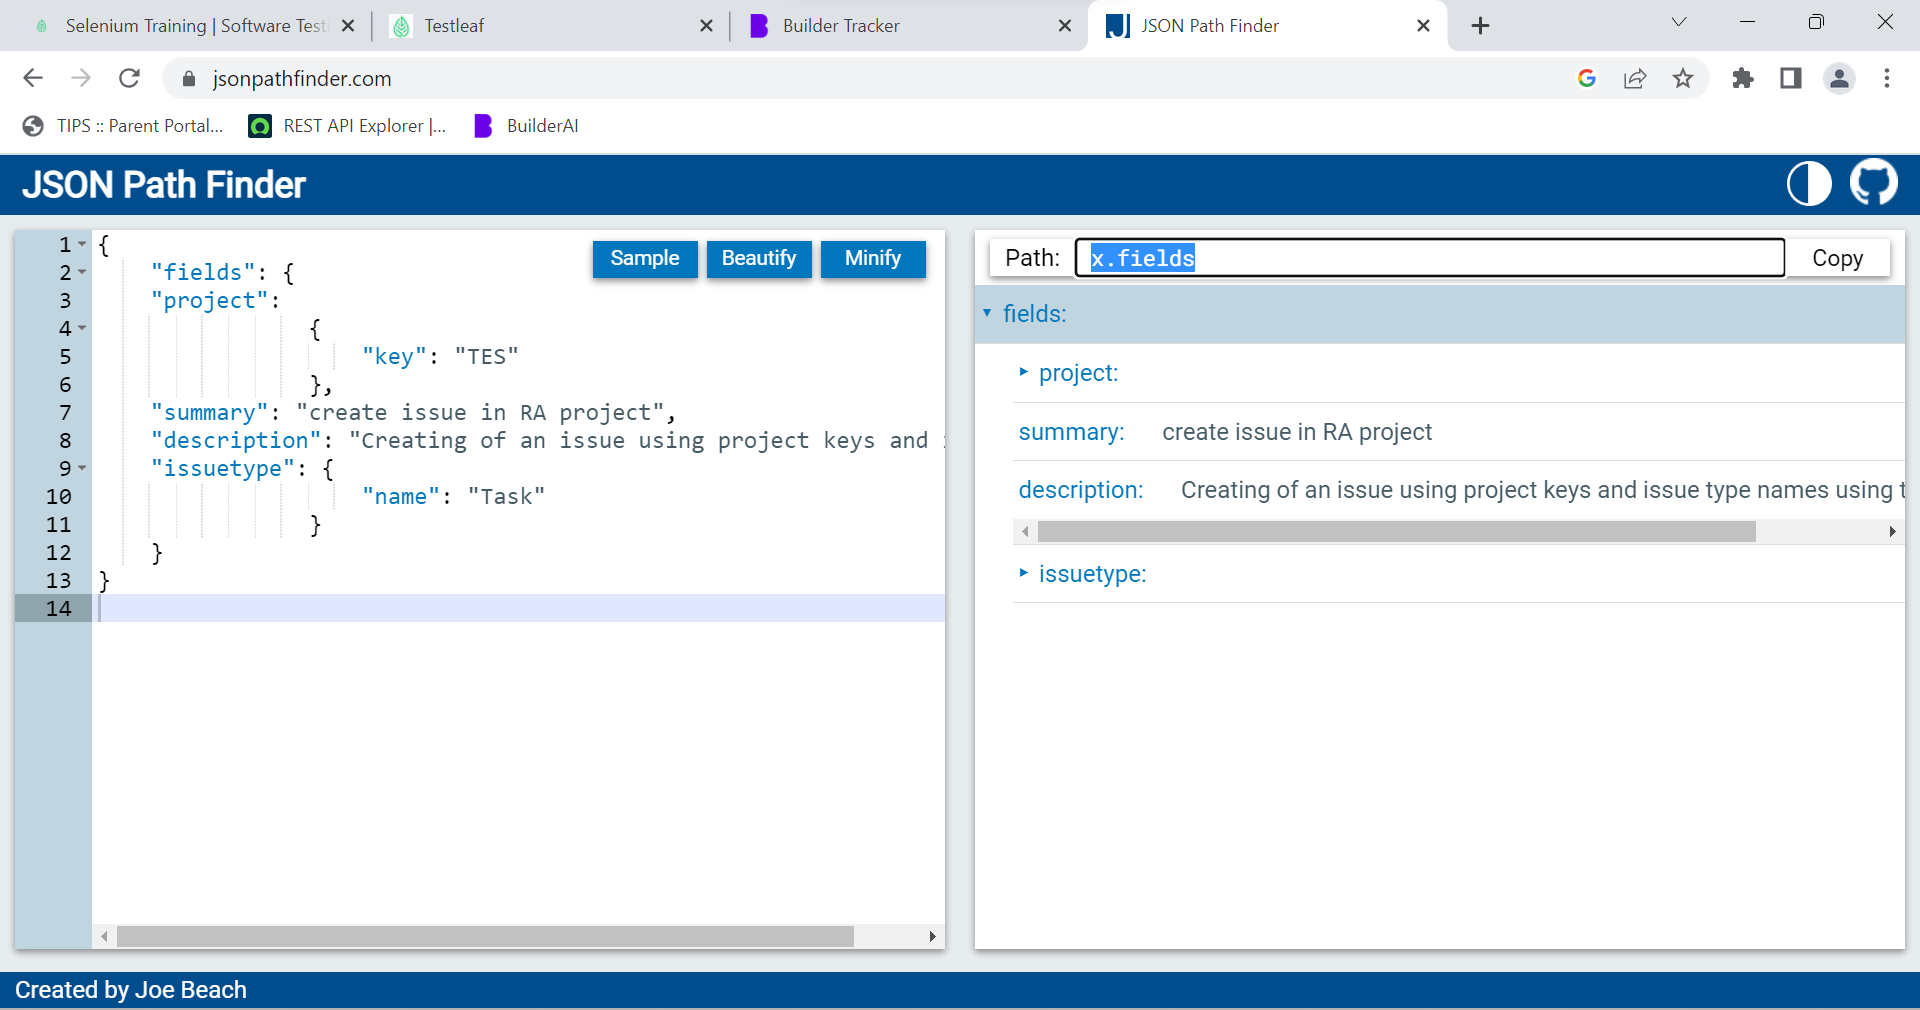 Selenium Training | Software Test
Testleaf
Builder Tracker
JSON Path Finder
jsonpathfinder.com
TIPS :: Parent Portal...
REST API Explorer |...
BuilderAI
JSON Path Finder
Sample
Beautify
Minify
1 {
2 "fields": {
3 "project":
4 {
5 "key": "TES"
6 },
7 "summary": "create issue in RA project",
8 "description": "Creating of an issue using project keys and
9 "issuetype": {
10 "name": "Task"
11 }
12 }
13 }
14
Path: x.fields Copy
fields:
project:
summary: create issue in RA project
description: Creating of an issue using project keys and issue type names using t
issuetype:
Created by Joe Beach